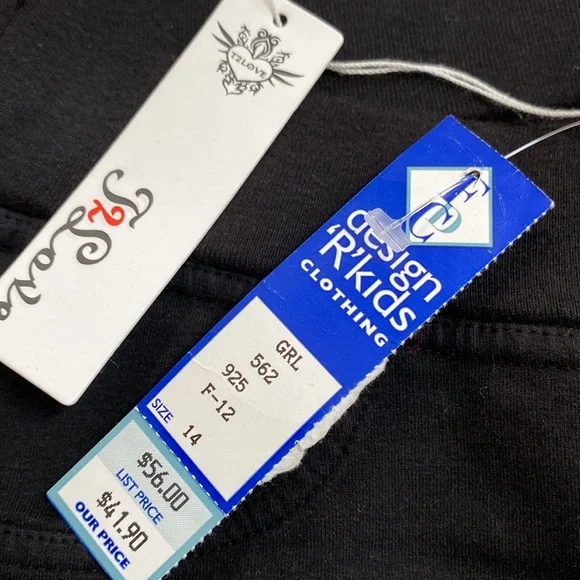 T2LOVE
T2Love
FCP
design
'R'kids
CLOTHING
GRL
562
925
F-12
SIZE 14
$56.00
LIST PRICE
$41.90
OUR PRICE